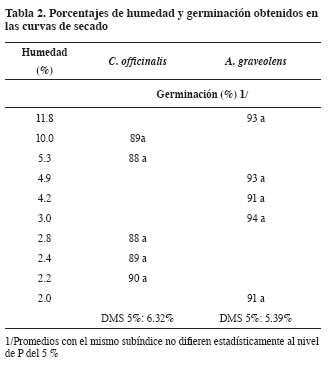 Tabla 2. Porcentajes de humedad y germinación obtenidos en
las curvas de secado
Humedad (%) C. officinalis A. graveolens
Germinación (%) 1/
11.8 93 a
10.0 89a
5.3 88 a
4.9 93 a
4.2 91 a
3.0 94 a
2.8 88 a
2.4 89 a
2.2 90 a
2.0 91 a
DMS 5%: 6.32% DMS 5%: 5.39%
1/Promedios con el mismo subíndice no difieren estadísticamente al nivel
de P del 5 %